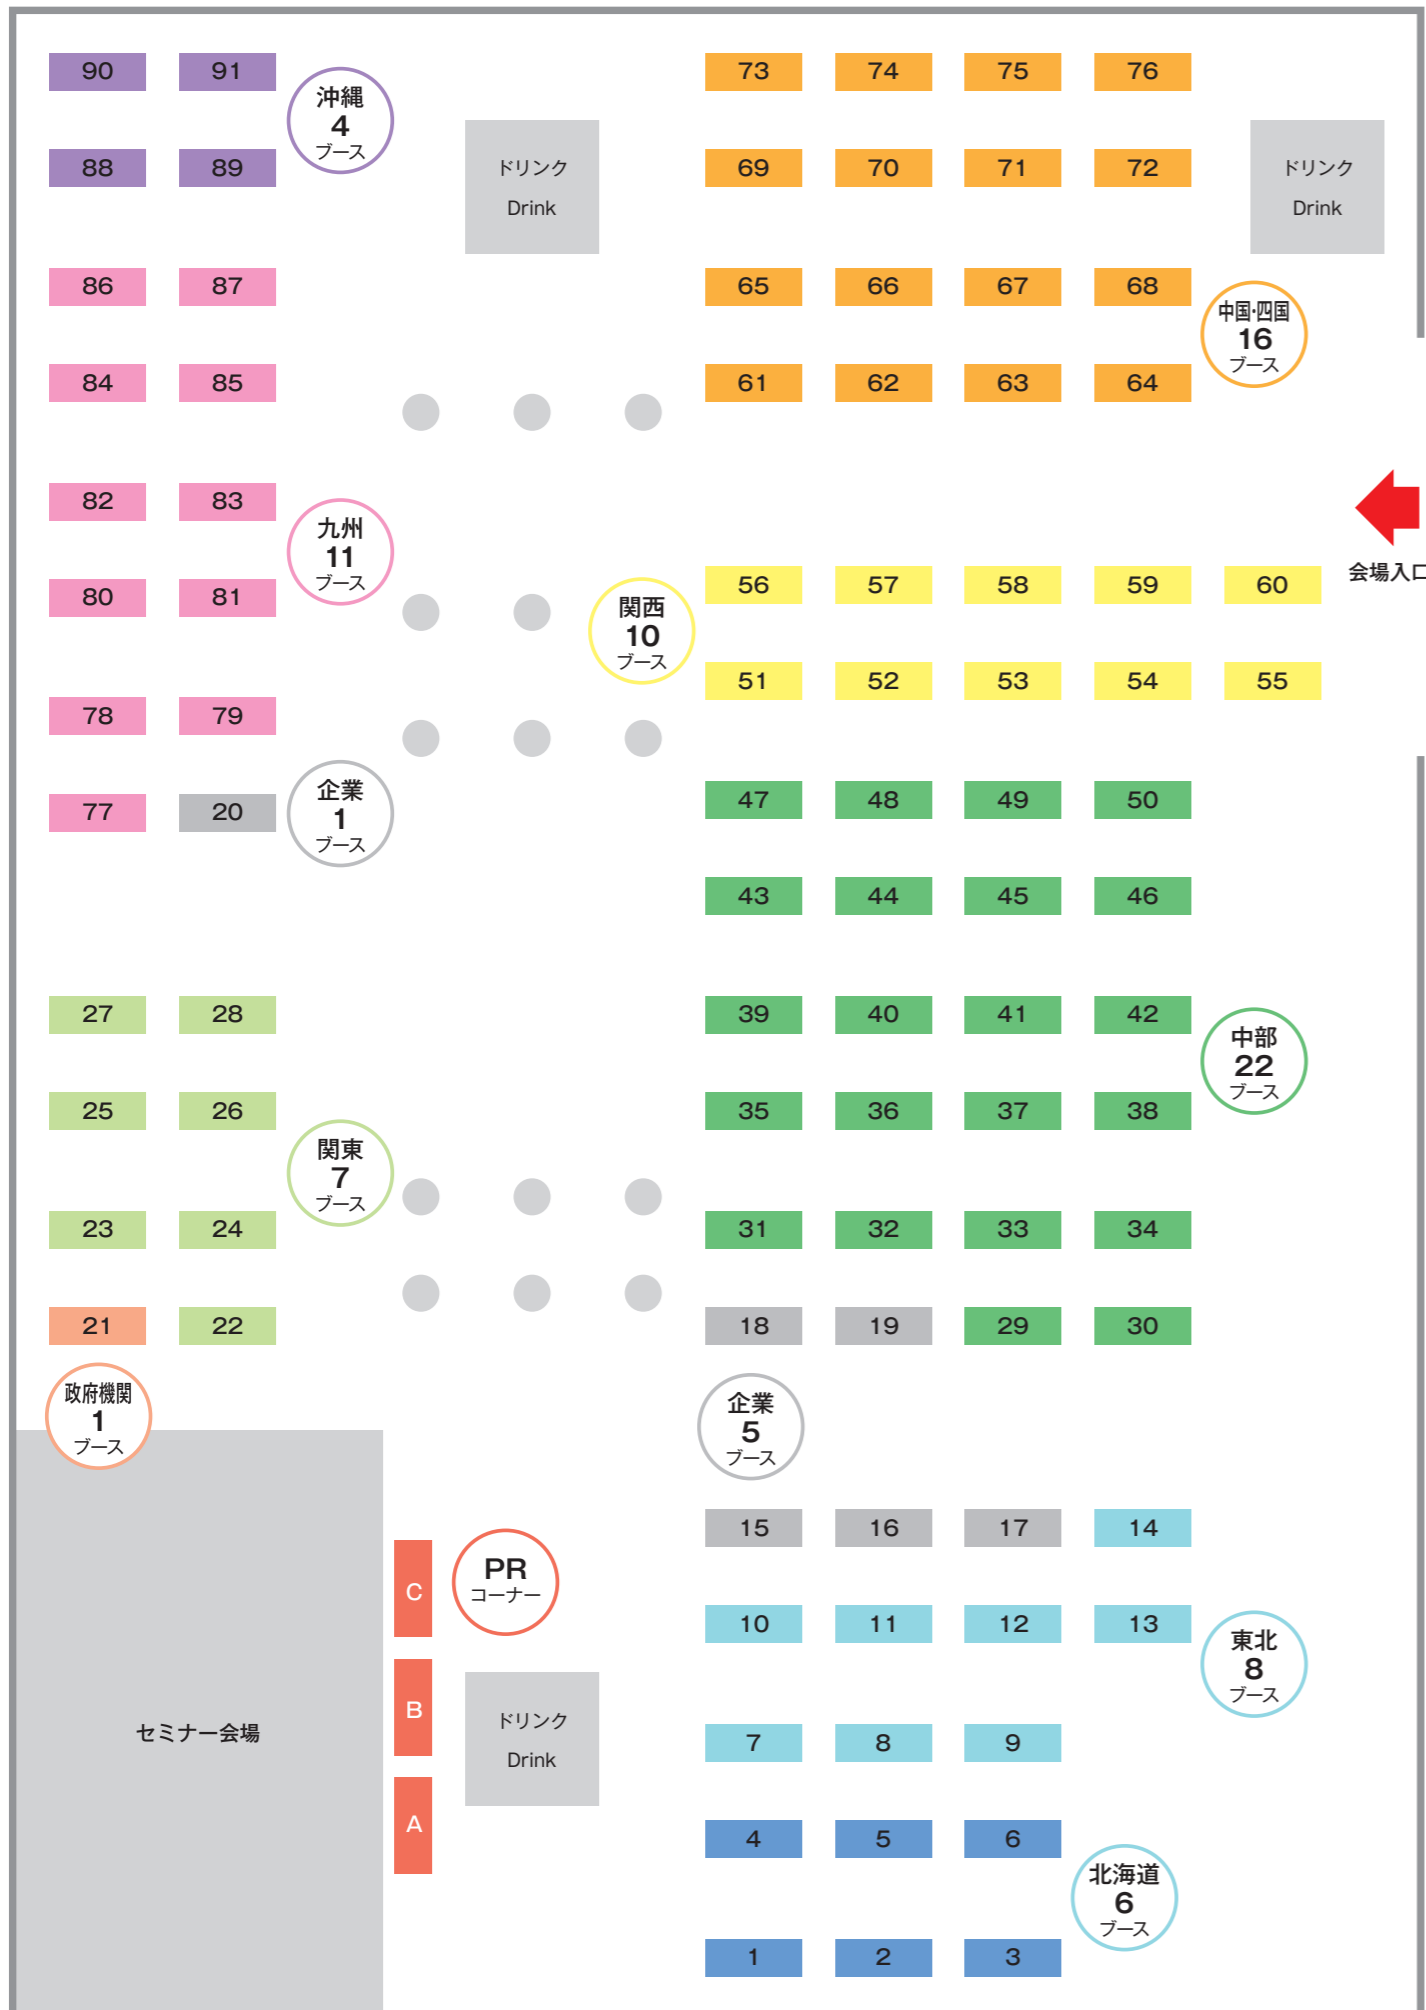 90 91
沖縄
4
ブース
88 89
ドリンク
Drink
86 87
84 85
82 83
九州
11
ブース
80 81
78 79
77 20
企業
1
ブース
73 74 75 76
69 70 71 72
ドリンク
Drink
65 66 67 68
中国・四国
16
ブース
61 62 63 64
会場入口
関西
10
ブース
56 57 58 59 60
51 52 53 54 55
47 48 49 50
43 44 45 46
39 40 41 42
中部
22
ブース
35 36 37 38
31 32 33 34
18 19 29 30
27 28
25 26
関東
7
ブース
23 24
21 22
政府機関
1
ブース
企業
5
ブース
15 16 17 14
10 11 12 13
東北
8
ブース
7 8 9
4 5 6
北海道
6
ブース
1 2 3
PR
コーナー
C
B
A
ドリンク
Drink
セミナー会場